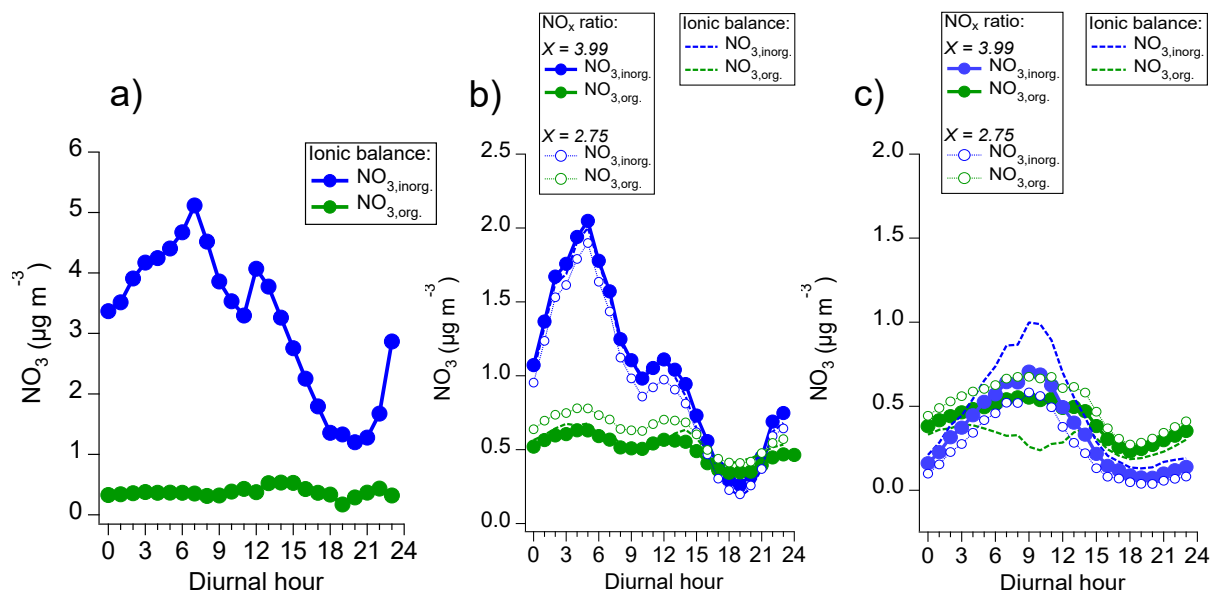 a)
Ionic balance:
NO3,inorg.
NO3,org.
6
5
4
3
2
1
0
NO3 (µg m-3)
0 3 6 9 12 15 18 21 24
Diurnal hour
b)
NOx ratio:
X = 3.99
NO3,inorg.
NO3,org.
X = 2.75
NO3,inorg.
NO3,org.
Ionic balance:
NO3,inorg.
NO3,org.
2.5
2.0
1.5
1.0
0.5
0.0
NO3 (µg m-3)
0 3 6 9 12 15 18 21 24
Diurnal hour
c)
NOx ratio:
X = 3.99
NO3,inorg.
NO3,org.
X = 2.75
NO3,inorg.
NO3,org.
Ionic balance:
NO3,inorg.
NO3,org.
2.0
1.5
1.0
0.5
0.0
NO3 (µg m-3)
0 3 6 9 12 15 18 21 24
Diurnal hour